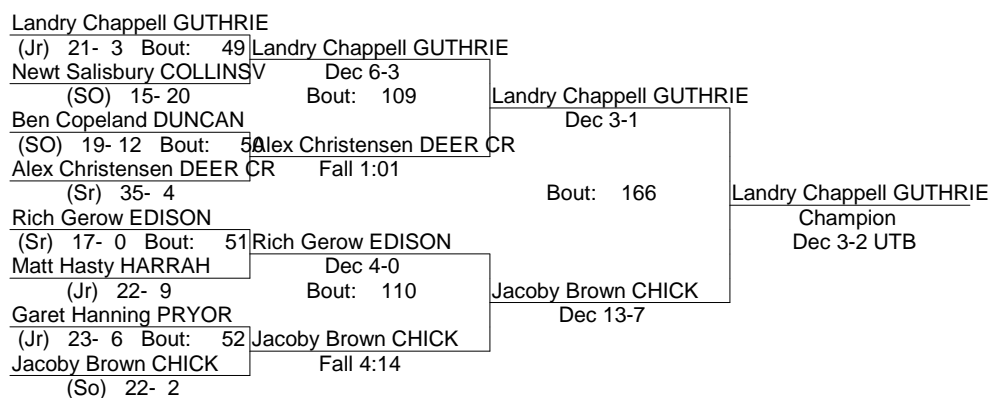 Landry Chappell GUTHRIE
(Jr) 21- 3 Bout: 49 Landry Chappell GUTHRIE
Newt Salisbury COLLINSV Dec 6-3
(SO) 15- 20 Bout: 109 Landry Chappell GUTHRIE
Ben Copeland DUNCAN Dec 3-1
(SO) 19- 12 Bout: 50 Alex Christensen DEER CR
Alex Christensen DEER CR Fall 1:01
(Sr) 35- 4 Bout: 166 Landry Chappell GUTHRIE
Rich Gerow EDISON Champion
(Sr) 17- 0 Bout: 51 Rich Gerow EDISON Dec 3-2 UTB
Matt Hasty HARRAH Dec 4-0
(Jr) 22- 9 Bout: 110 Jacoby Brown CHICK
Garet Hanning PRYOR Dec 13-7
(Jr) 23- 6 Bout: 52 Jacoby Brown CHICK
Jacoby Brown CHICK Fall 4:14
(So) 22- 2